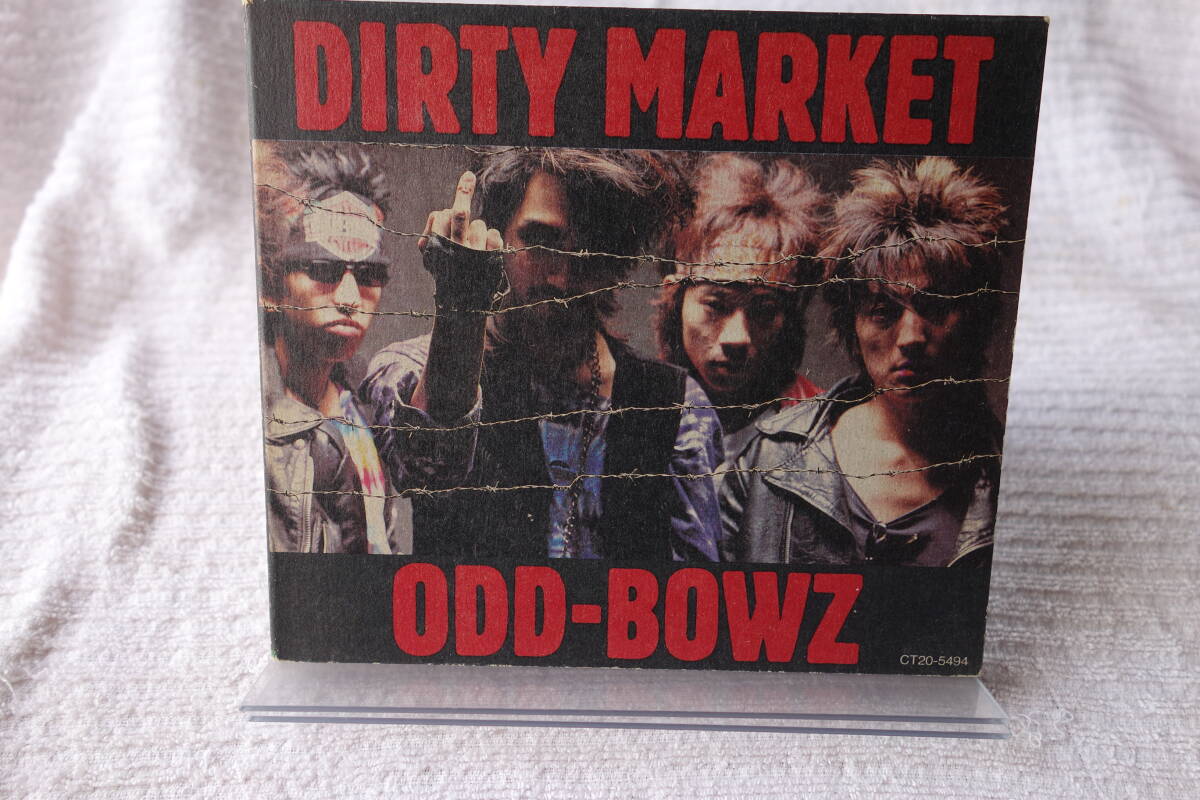 DIRTY MARKET
ODD-BOWZ
CT20-5494